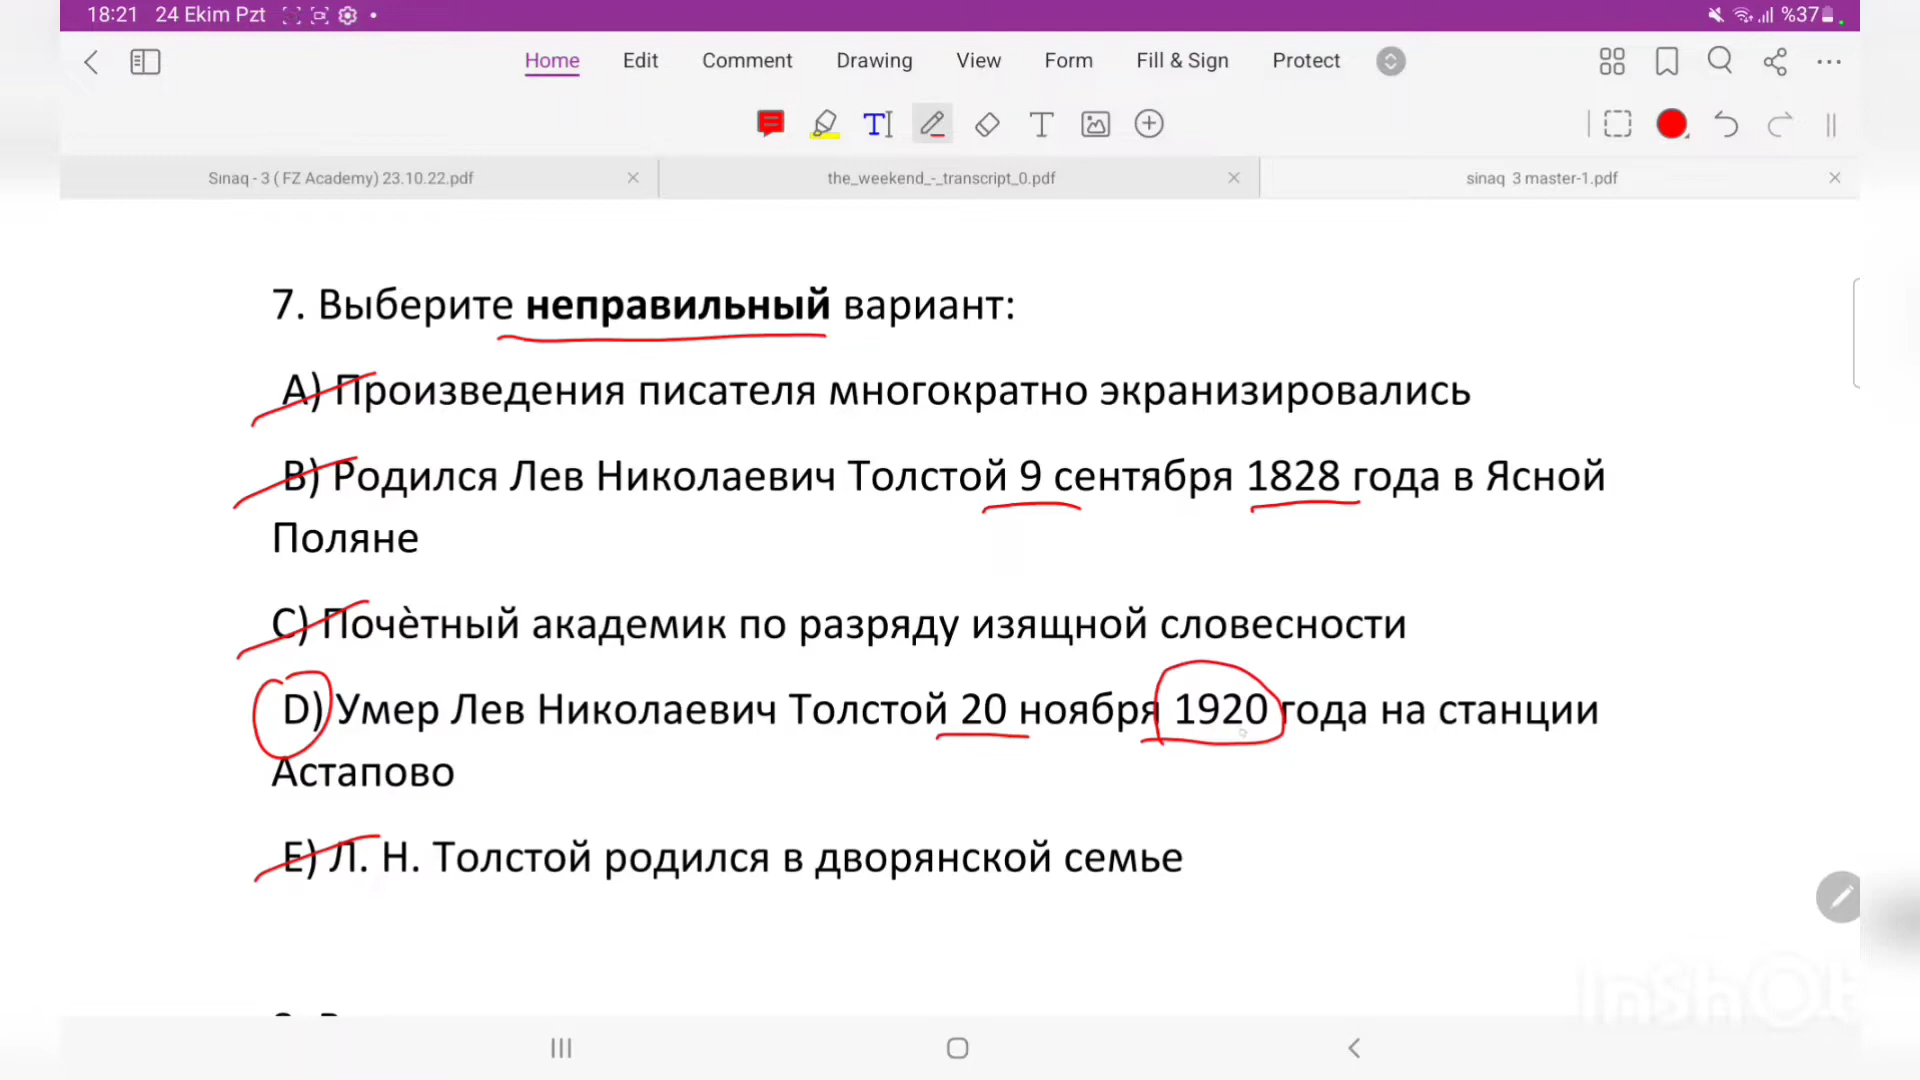 18:21 24 Ekim Pzt %37
Home Edit Comment Drawing View Form Fill & Sign Protect
Sınaq - 3 ( FZ Academy) 23.10.22.pdf the_weekend_-_transcript_0.pdf sinaq 3 master-1.pdf
7. Выберите неправильный вариант:
A) Произведения писателя многократно экранизировались
B) Родился Лев Николаевич Толстой 9 сентября 1828 года в Ясной
Поляне
C) Почѐтный академик по разряду изящной словесности
D) Умер Лев Николаевич Толстой 20 ноября 1920 года на станции
Астапово
E) Л. Н. Толстой родился в дворянской семье
InShOt